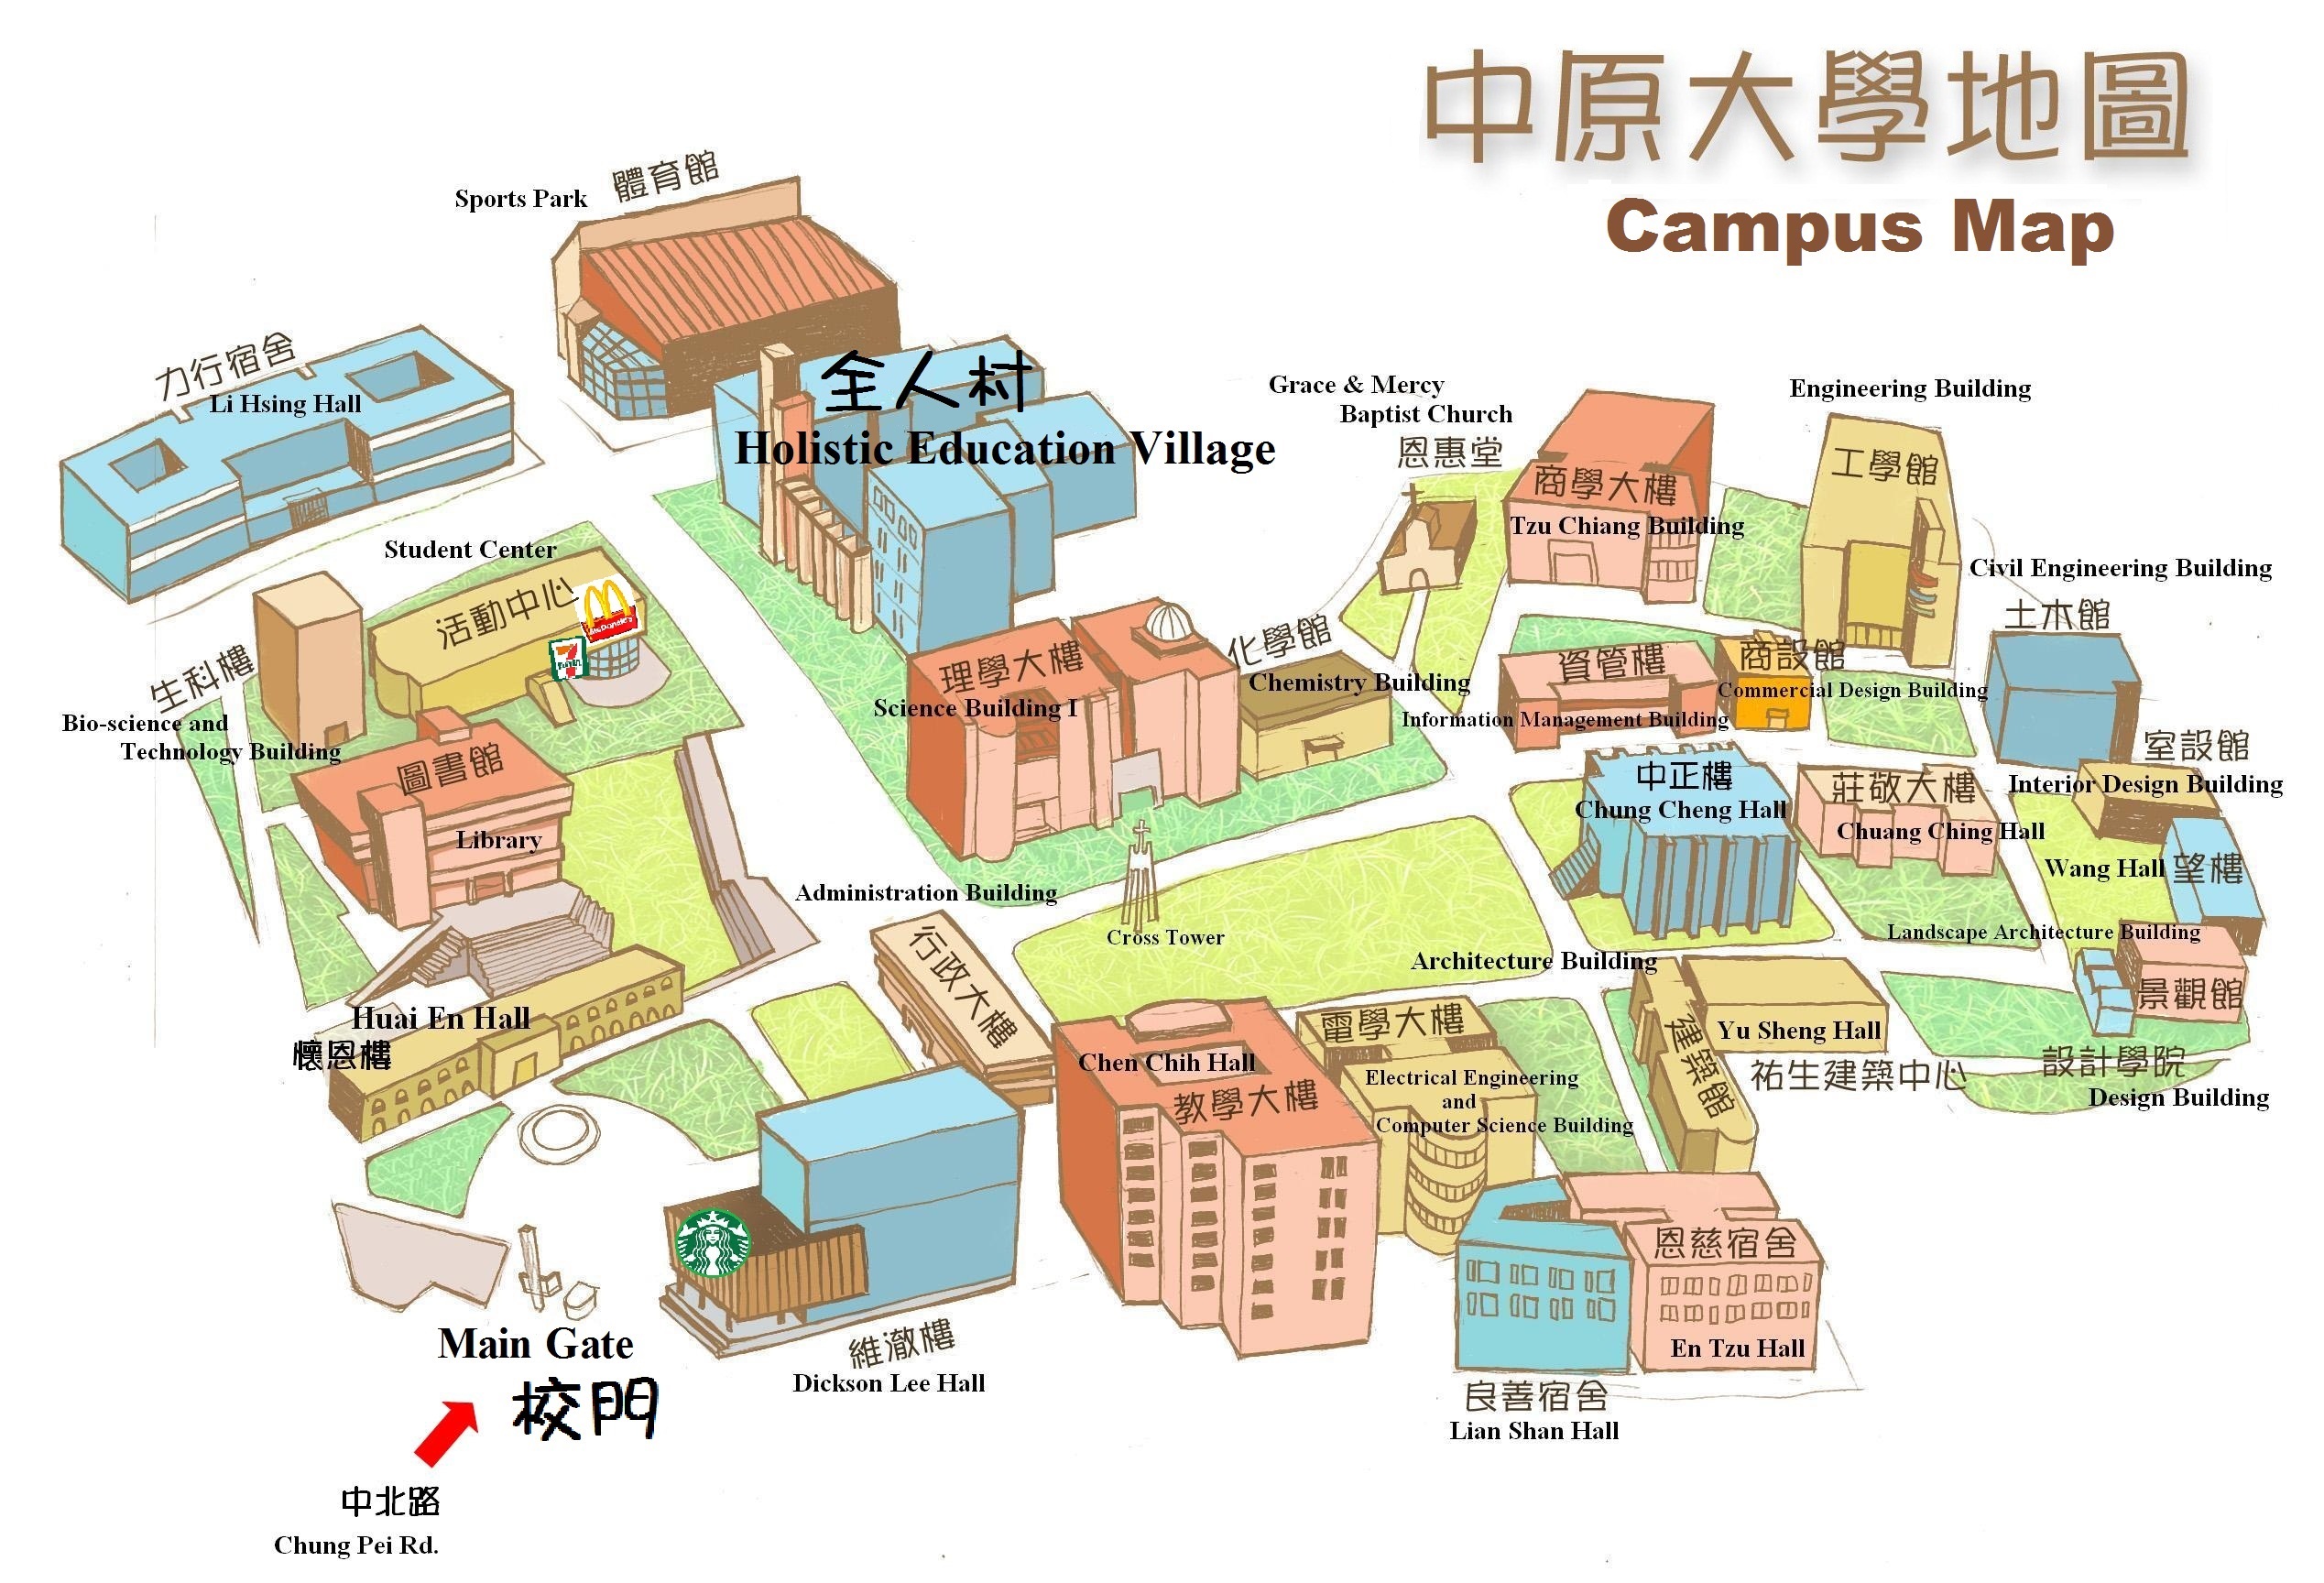 中原大學地圖
Campus Map
體育館
Sports Park
力行宿舍
Li Hsing Hall
全人村
Holistic Education Village
Grace & Mercy
Baptist Church
恩惠堂
商學大樓
Tzu Chiang Building
Engineering Building
工學館
Student Center
活動中心
McDonald's
7
ELEVEn
生科樓
Bio-science and
Technology Building
理學大樓
Science Building I
化學館
Chemistry Building
資管樓
Information Management Building
商設館
Commercial Design Building
Civil Engineering Building
土木館
圖書館
Library
中正樓
Chung Cheng Hall
莊敬大樓
Chuang Ching Hall
室設館
Interior Design Building
Wang Hall 望樓
Administration Building
行政大樓
Cross Tower
Architecture Building
建築館
Landscape Architecture Building
景觀館
Huai En Hall
懷恩樓
Chen Chih Hall
教學大樓
電學大樓
Electrical Engineering
and
Computer Science Building
Yu Sheng Hall
祐生建築中心
設計學院
Design Building
恩慈宿舍
En Tzu Hall
良善宿舍
Lian Shan Hall
維澈樓
Dickson Lee Hall
Main Gate
校門
中北路
Chung Pei Rd.